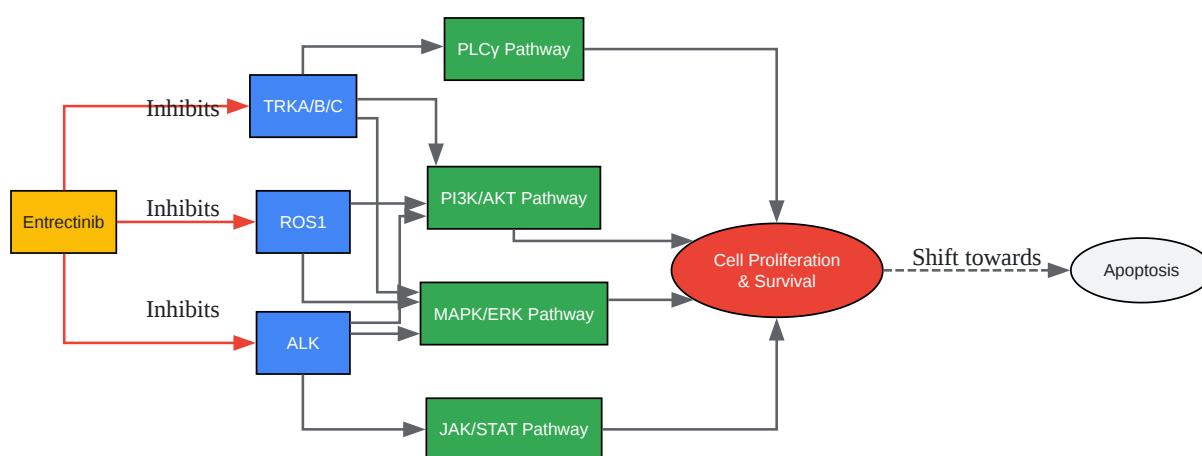 PLCγ Pathway
Inhibits
TRKA/B/C
PI3K/AKT Pathway
Entrectinib
Inhibits
ROS1
Cell Proliferation
& Survival
Shift towards
Apoptosis
Inhibits
ALK
MAPK/ERK Pathway
JAK/STAT Pathway